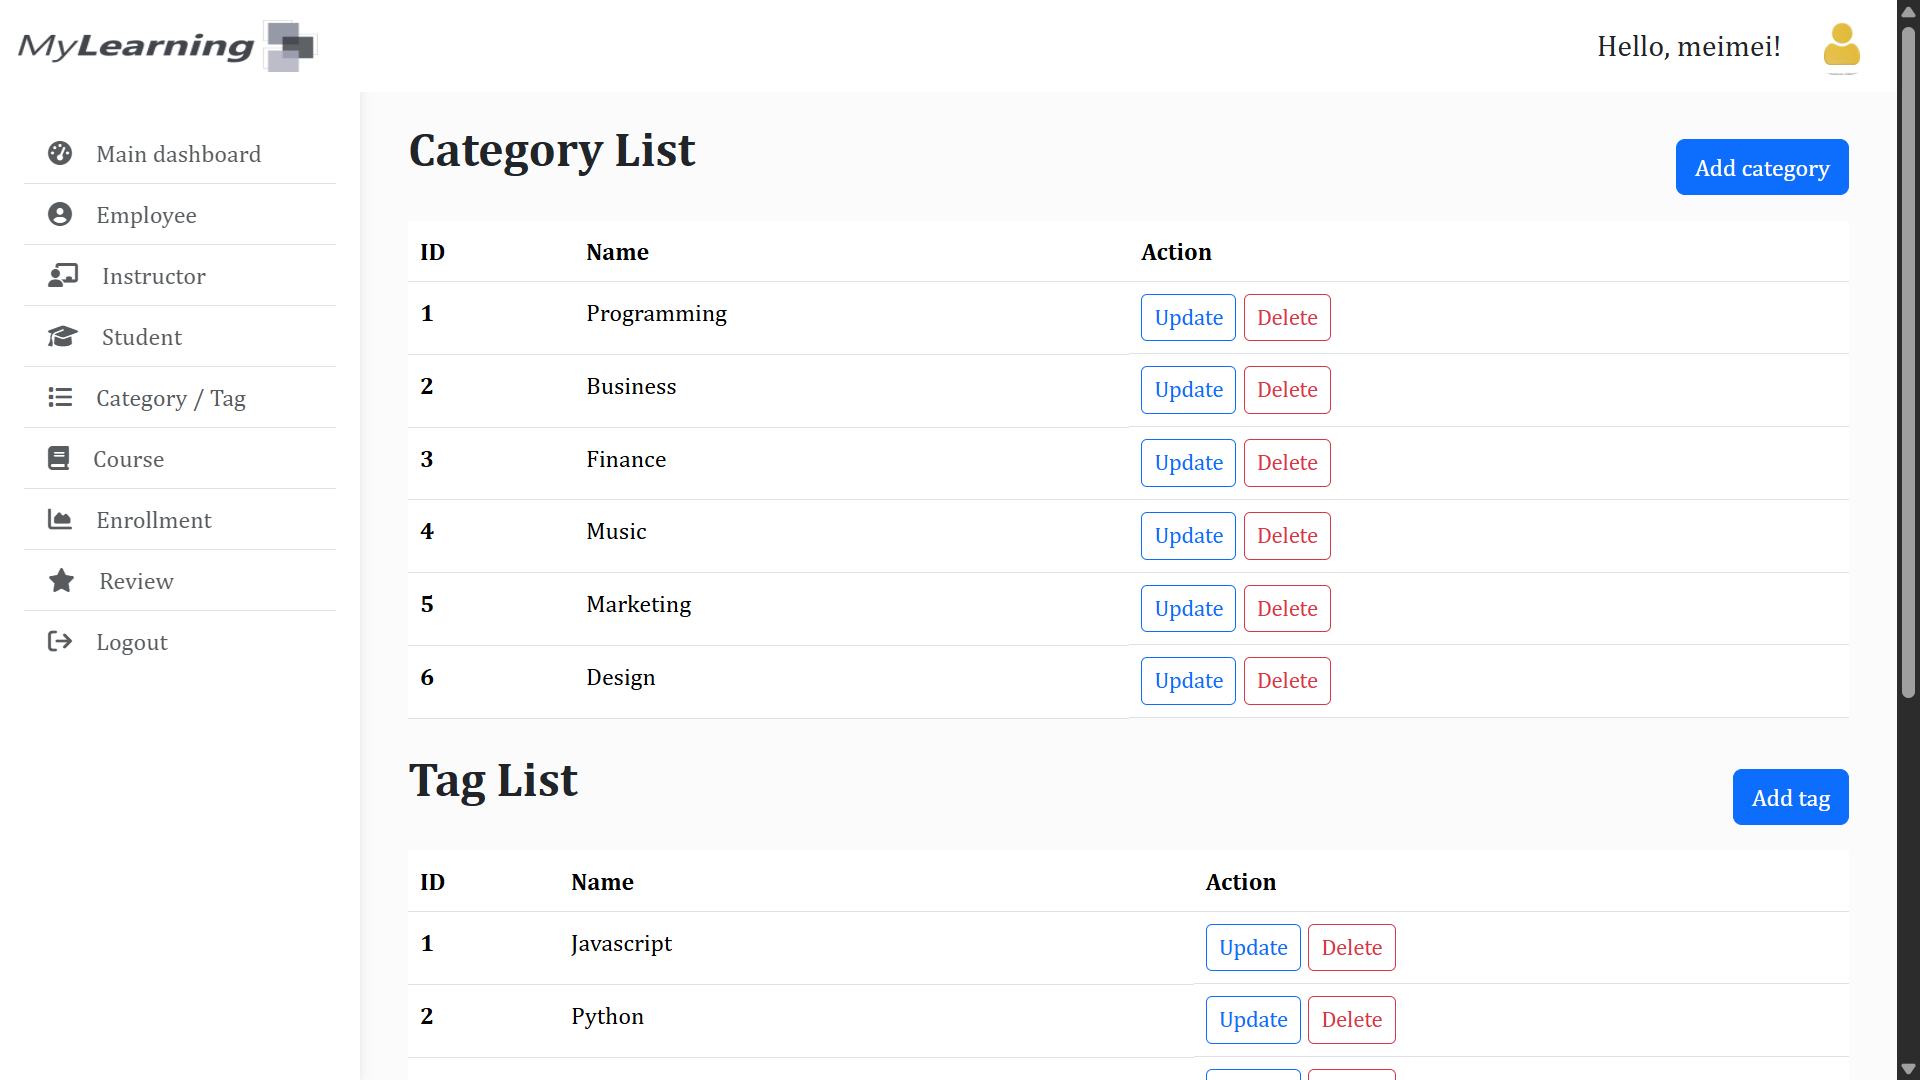 MyLearning
Hello, meimei!
Main dashboard
Employee
Instructor
Student
Category / Tag
Course
Enrollment
Review
Logout
Category List
Add category
ID Name Action
1 Programming Update Delete
2 Business Update Delete
3 Finance Update Delete
4 Music Update Delete
5 Marketing Update Delete
6 Design Update Delete
Tag List
Add tag
ID Name Action
1 Javascript Update Delete
2 Python Update Delete